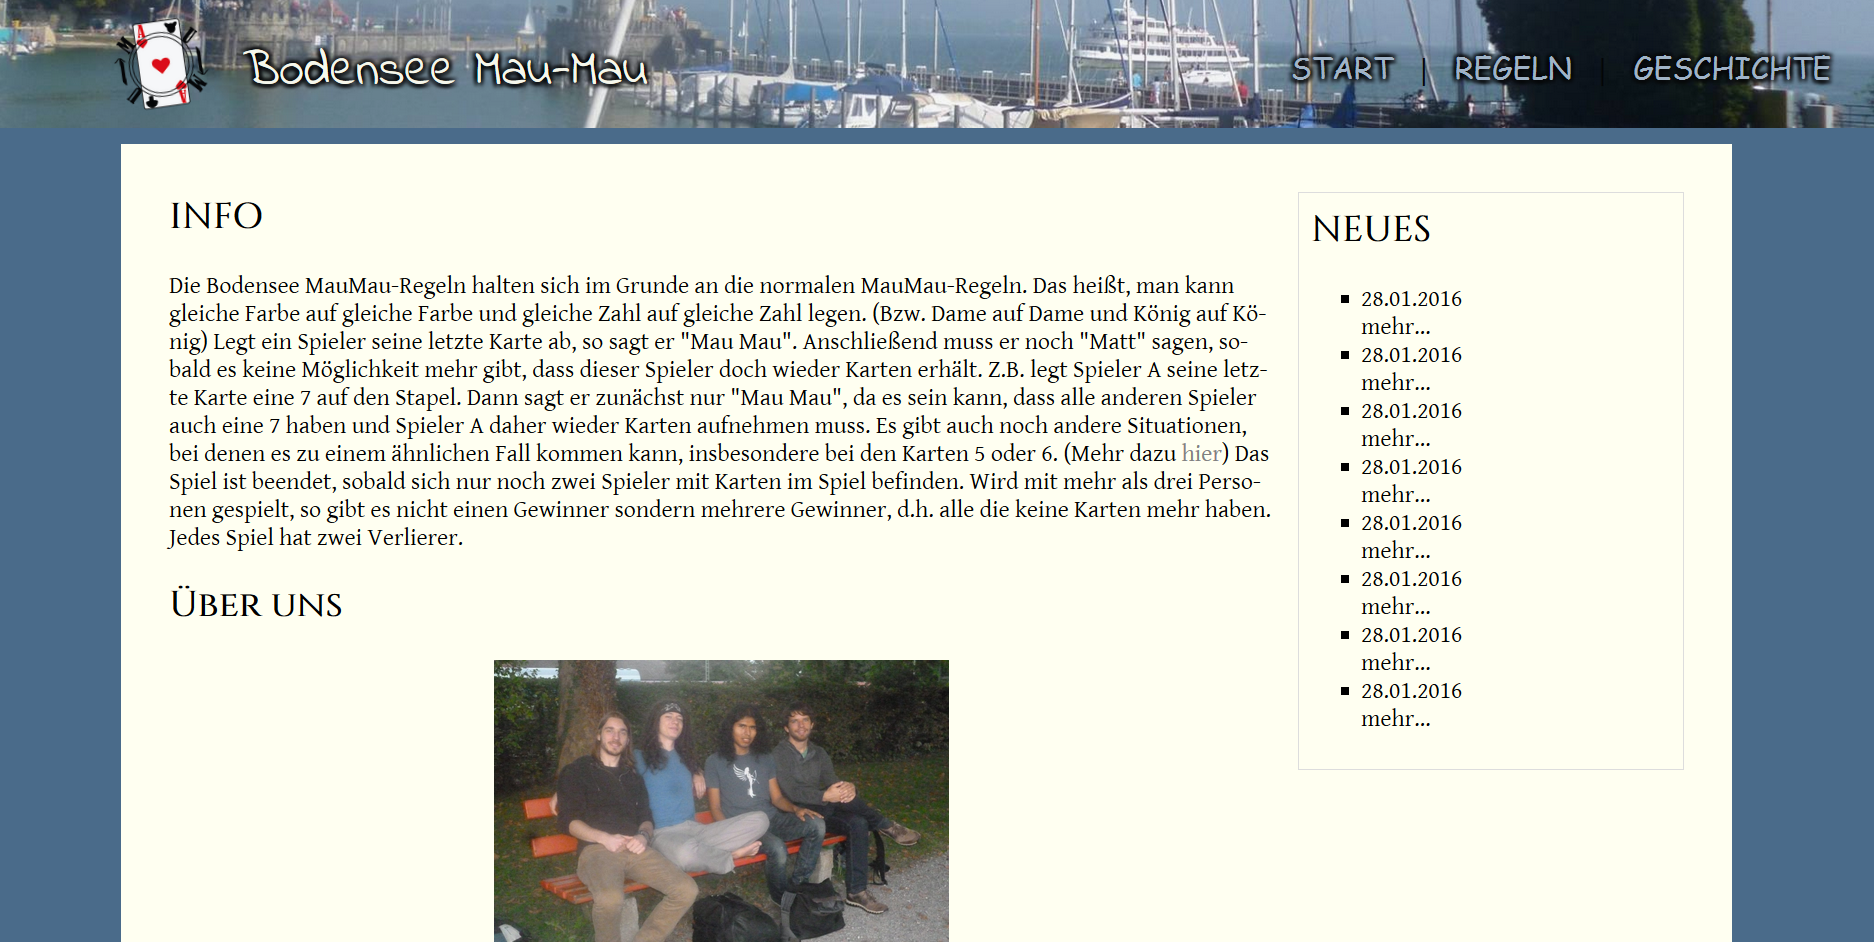 Bodensee Mau-Mau
START | REGELN | GESCHICHTE
INFO
Die Bodensee MauMau-Regeln halten sich im Grunde an die normalen MauMau-Regeln. Das heißt, man kann
gleiche Farbe auf gleiche Farbe und gleiche Zahl auf gleiche Zahl legen. (Bzw. Dame auf Dame und König auf Kö-
nig) Legt ein Spieler seine letzte Karte ab, so sagt er "Mau Mau". Anschließend muss er noch "Matt" sagen, so-
bald es keine Möglichkeit mehr gibt, dass dieser Spieler doch wieder Karten erhält. Z.B. legt Spieler A seine letz-
te Karte eine 7 auf den Stapel. Dann sagt er zunächst nur "Mau Mau", da es sein kann, dass alle anderen Spieler
auch eine 7 haben und Spieler A daher wieder Karten aufnehmen muss. Es gibt auch noch andere Situationen,
bei denen es zu einem ähnlichen Fall kommen kann, insbesondere bei den Karten 5 oder 6. (Mehr dazu hier) Das
Spiel ist beendet, sobald sich nur noch zwei Spieler mit Karten im Spiel befinden. Wird mit mehr als drei Perso-
nen gespielt, so gibt es nicht einen Gewinner sondern mehrere Gewinner, d.h. alle die keine Karten mehr haben.
Jedes Spiel hat zwei Verlierer.
ÜBER UNS
NEUES
28.01.2016
mehr...
28.01.2016
mehr...
28.01.2016
mehr...
28.01.2016
mehr...
28.01.2016
mehr...
28.01.2016
mehr...
28.01.2016
mehr...
28.01.2016
mehr...